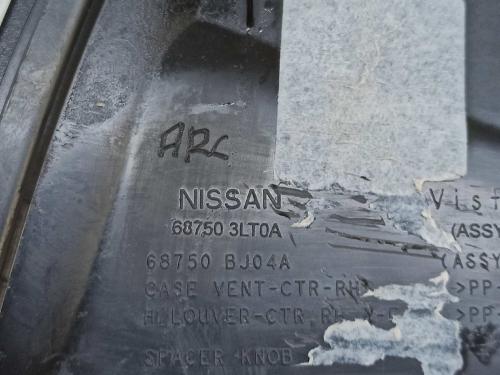 ARC
NISSAN Vist
68750 3LT0A (ASSY
68750 BJ04A (ASSY
CASE VENT-CTR-RH >PP
H.LOUVER-CTR RH >PP
SPACER KNOB